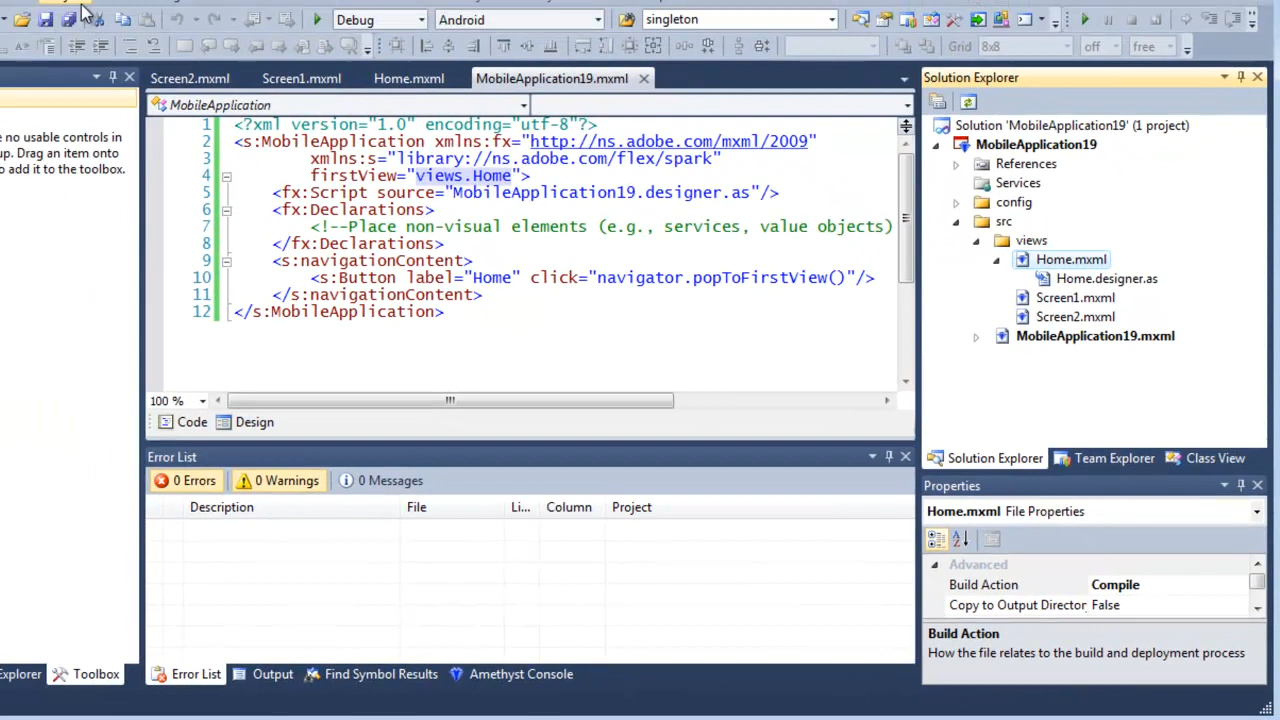 Debug
Android
singleton
Grid 8x8
off
free
Screen2.mxml
Screen1.mxml
Home.mxml
MobileApplication19.mxml
MobileApplication
e no usable controls in
up. Drag an item onto
o add it to the toolbox.
1 <?xml version="1.0" encoding="utf-8"?>
2 <s:MobileApplication xmlns:fx="http://ns.adobe.com/mxml/2009"
3 xmlns:s="library://ns.adobe.com/flex/spark"
4 firstView="views.Home">
5 <fx:Script source="MobileApplication19.designer.as"/>
6 <fx:Declarations>
7 <!--Place non-visual elements (e.g., services, value objects)
8 </fx:Declarations>
9 <s:navigationContent>
10 <s:Button label="Home" click="navigator.popToFirstView()"/>
11 </s:navigationContent>
12 </s:MobileApplication>
100 %
Code
Design
Error List
0 Errors
0 Warnings
0 Messages
Description
File
Li...
Column
Project
Explorer
Toolbox
Error List
Output
Find Symbol Results
Amethyst Console
Solution Explorer
Solution 'MobileApplication19' (1 project)
MobileApplication19
References
Services
config
src
views
Home.mxml
Home.designer.as
Screen1.mxml
Screen2.mxml
MobileApplication19.mxml
Solution Explorer
Team Explorer
Class View
Properties
Home.mxml File Properties
Advanced
Build Action Compile
Copy to Output Director False
Build Action
How the file relates to the build and deployment process